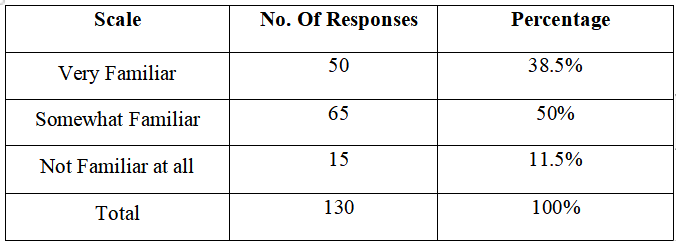 Scale No. Of Responses Percentage
Very Familiar 50 38.5%
Somewhat Familiar 65 50%
Not Familiar at all 15 11.5%
Total 130 100%